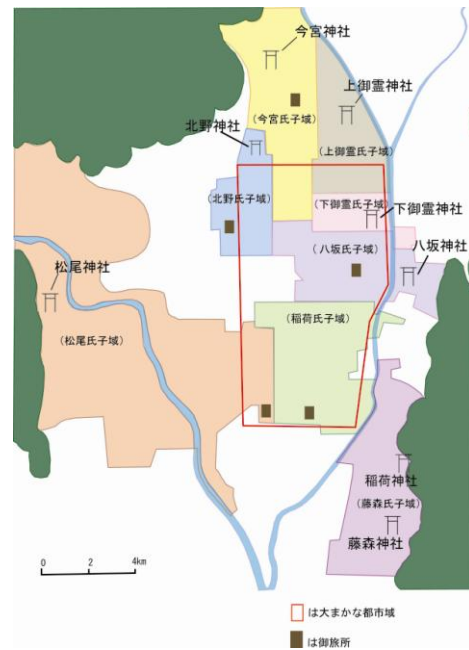 今宮神社
上御霊神社
(今宮氏子域)
北野神社
(上御霊氏子域)
(北野氏子域)
(下御霊氏子域)
下御霊神社
(八坂氏子域)
八坂神社
松尾神社
(稲荷氏子域)
(松尾氏子域)
稲荷神社
(藤森氏子域)
藤森神社
0 2 4km
は大まかな都市域
は御旅所